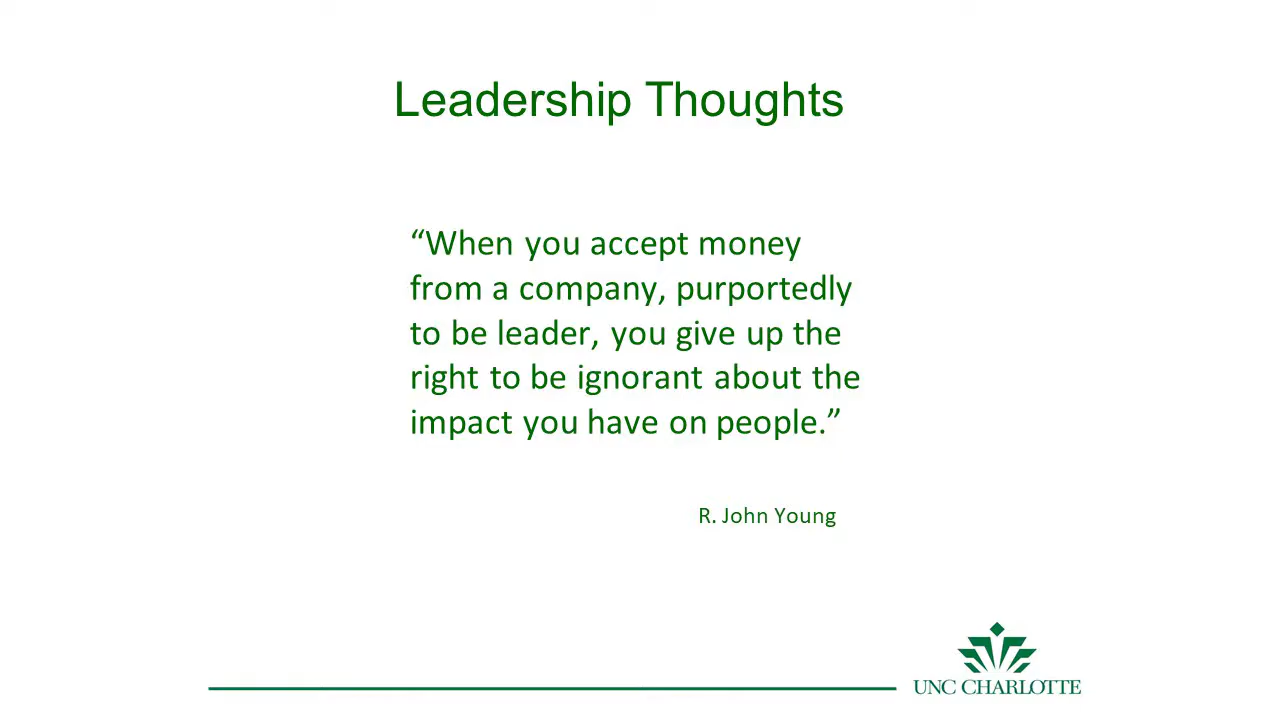 Leadership Thoughts
“When you accept money
from a company, purportedly
to be leader, you give up the
right to be ignorant about the
impact you have on people.”
R. John Young
UNC CHARLOTTE